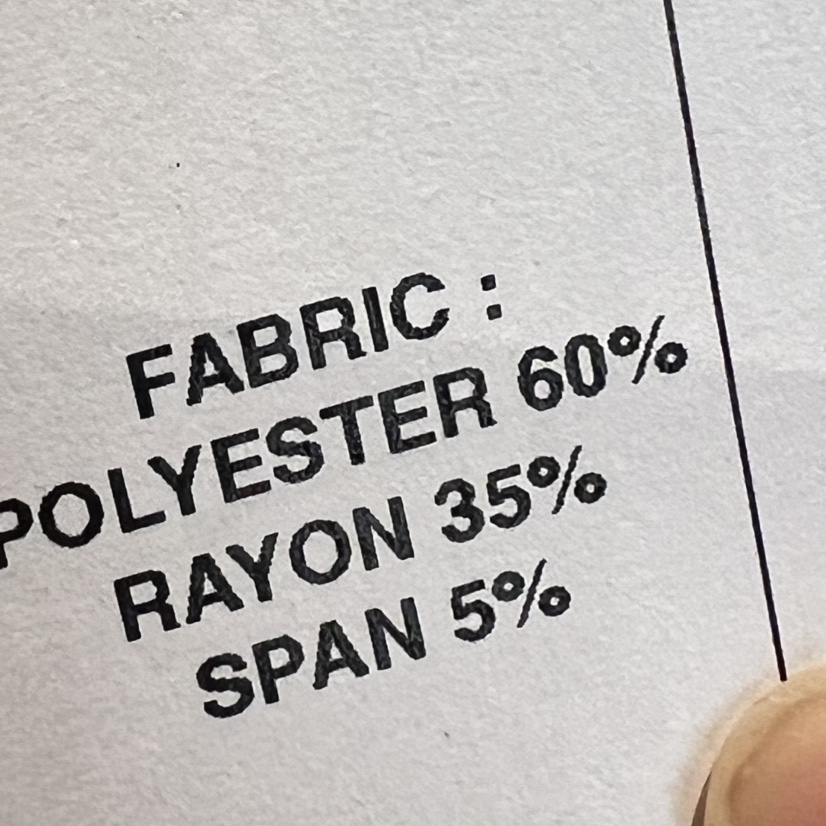 FABRIC :
POLYESTER 60%
RAYON 35%
SPAN 5%